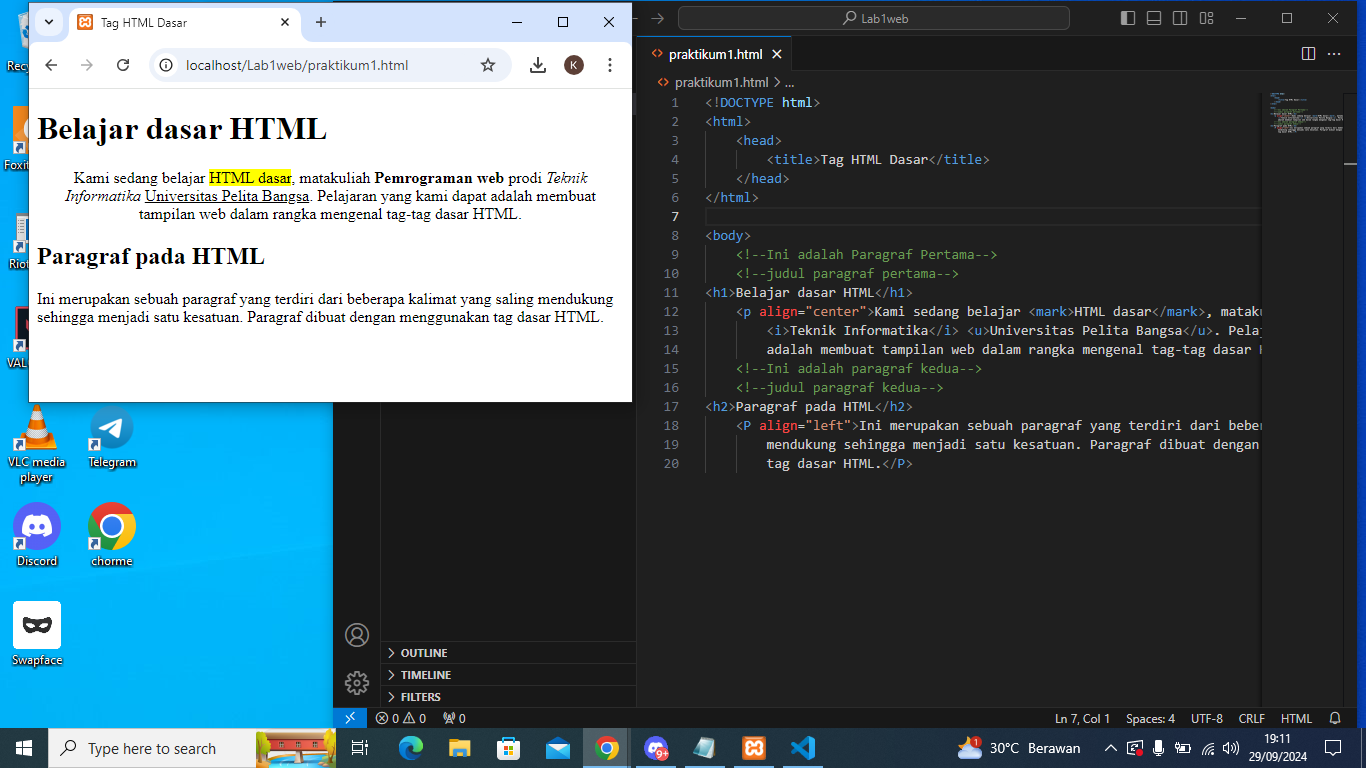 Tag HTML Dasar
localhost/Lab1web/praktikum1.html
K
Belajar dasar HTML
Kami sedang belajar HTML dasar, matakuliah Pemrograman web prodi Teknik
Informatika Universitas Pelita Bangsa. Pelajaran yang kami dapat adalah membuat
tampilan web dalam rangka mengenal tag-tag dasar HTML.
Paragraf pada HTML
Ini merupakan sebuah paragraf yang terdiri dari beberapa kalimat yang saling mendukung
sehingga menjadi satu kesatuan. Paragraf dibuat dengan menggunakan tag dasar HTML.
VLC media
player
Telegram
Discord
chorme
Swapface
Lab1web
praktikum1.html
praktikum1.html > ...
1 <!DOCTYPE html>
2 <html>
3 <head>
4 <title>Tag HTML Dasar</title>
5 </head>
6 </html>
7
8 <body>
9 <!--Ini adalah Paragraf Pertama-->
10 <!--judul paragraf pertama-->
11 <h1>Belajar dasar HTML</h1>
12 <p align="center">Kami sedang belajar <mark>HTML dasar</mark>, mataku
13 <i>Teknik Informatika</i> <u>Universitas Pelita Bangsa</u>. Pelaj
14 adalah membuat tampilan web dalam rangka mengenal tag-tag dasar H
15 <!--Ini adalah paragraf kedua-->
16 <!--judul paragraf kedua-->
17 <h2>Paragraf pada HTML</h2>
18 <P align="left">Ini merupakan sebuah paragraf yang terdiri dari beber
19 mendukung sehingga menjadi satu kesatuan. Paragraf dibuat dengan
20 tag dasar HTML.</P>
OUTLINE
TIMELINE
FILTERS
0 0 0
Ln 7, Col 1 Spaces: 4 UTF-8 CRLF HTML
Type here to search
9+
1
30°C Berawan
19:11
29/09/2024